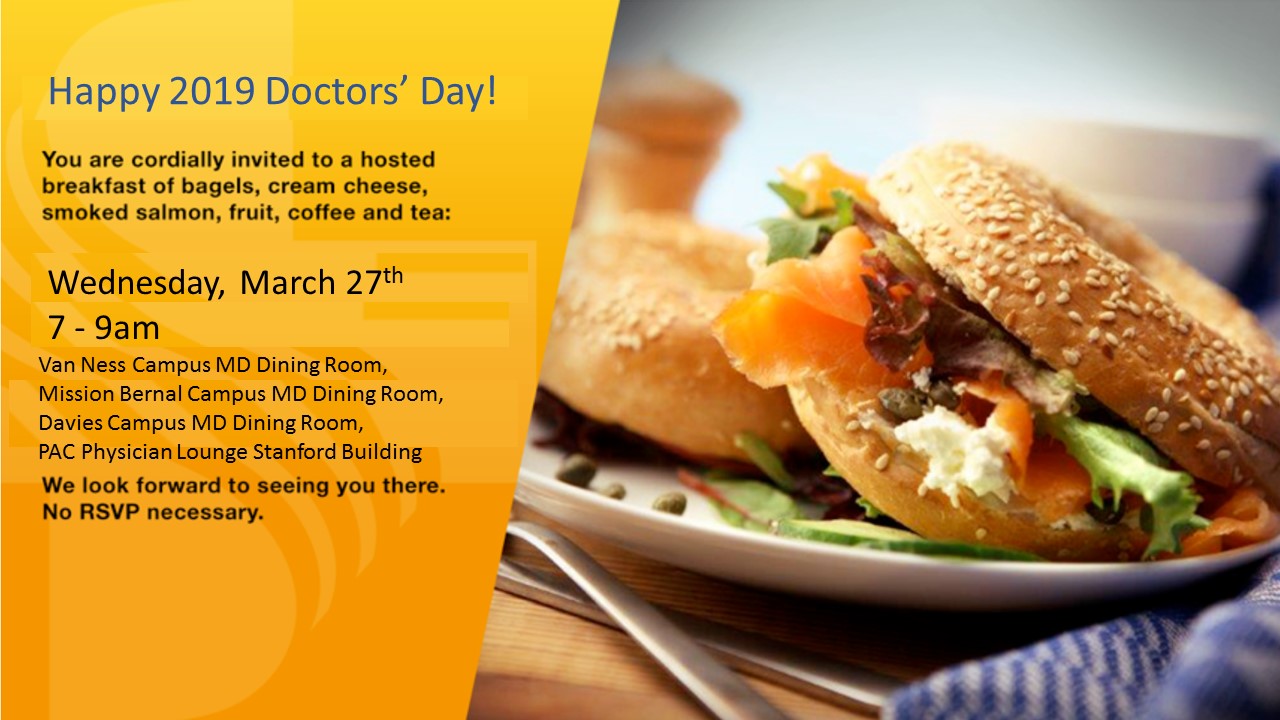 Happy 2019 Doctors’ Day!
You are cordially invited to a hosted
breakfast of bagels, cream cheese,
smoked salmon, fruit, coffee and tea:
Wednesday, March 27th
7 - 9am
Van Ness Campus MD Dining Room,
Mission Bernal Campus MD Dining Room,
Davies Campus MD Dining Room,
PAC Physician Lounge Stanford Building
We look forward to seeing you there.
No RSVP necessary.